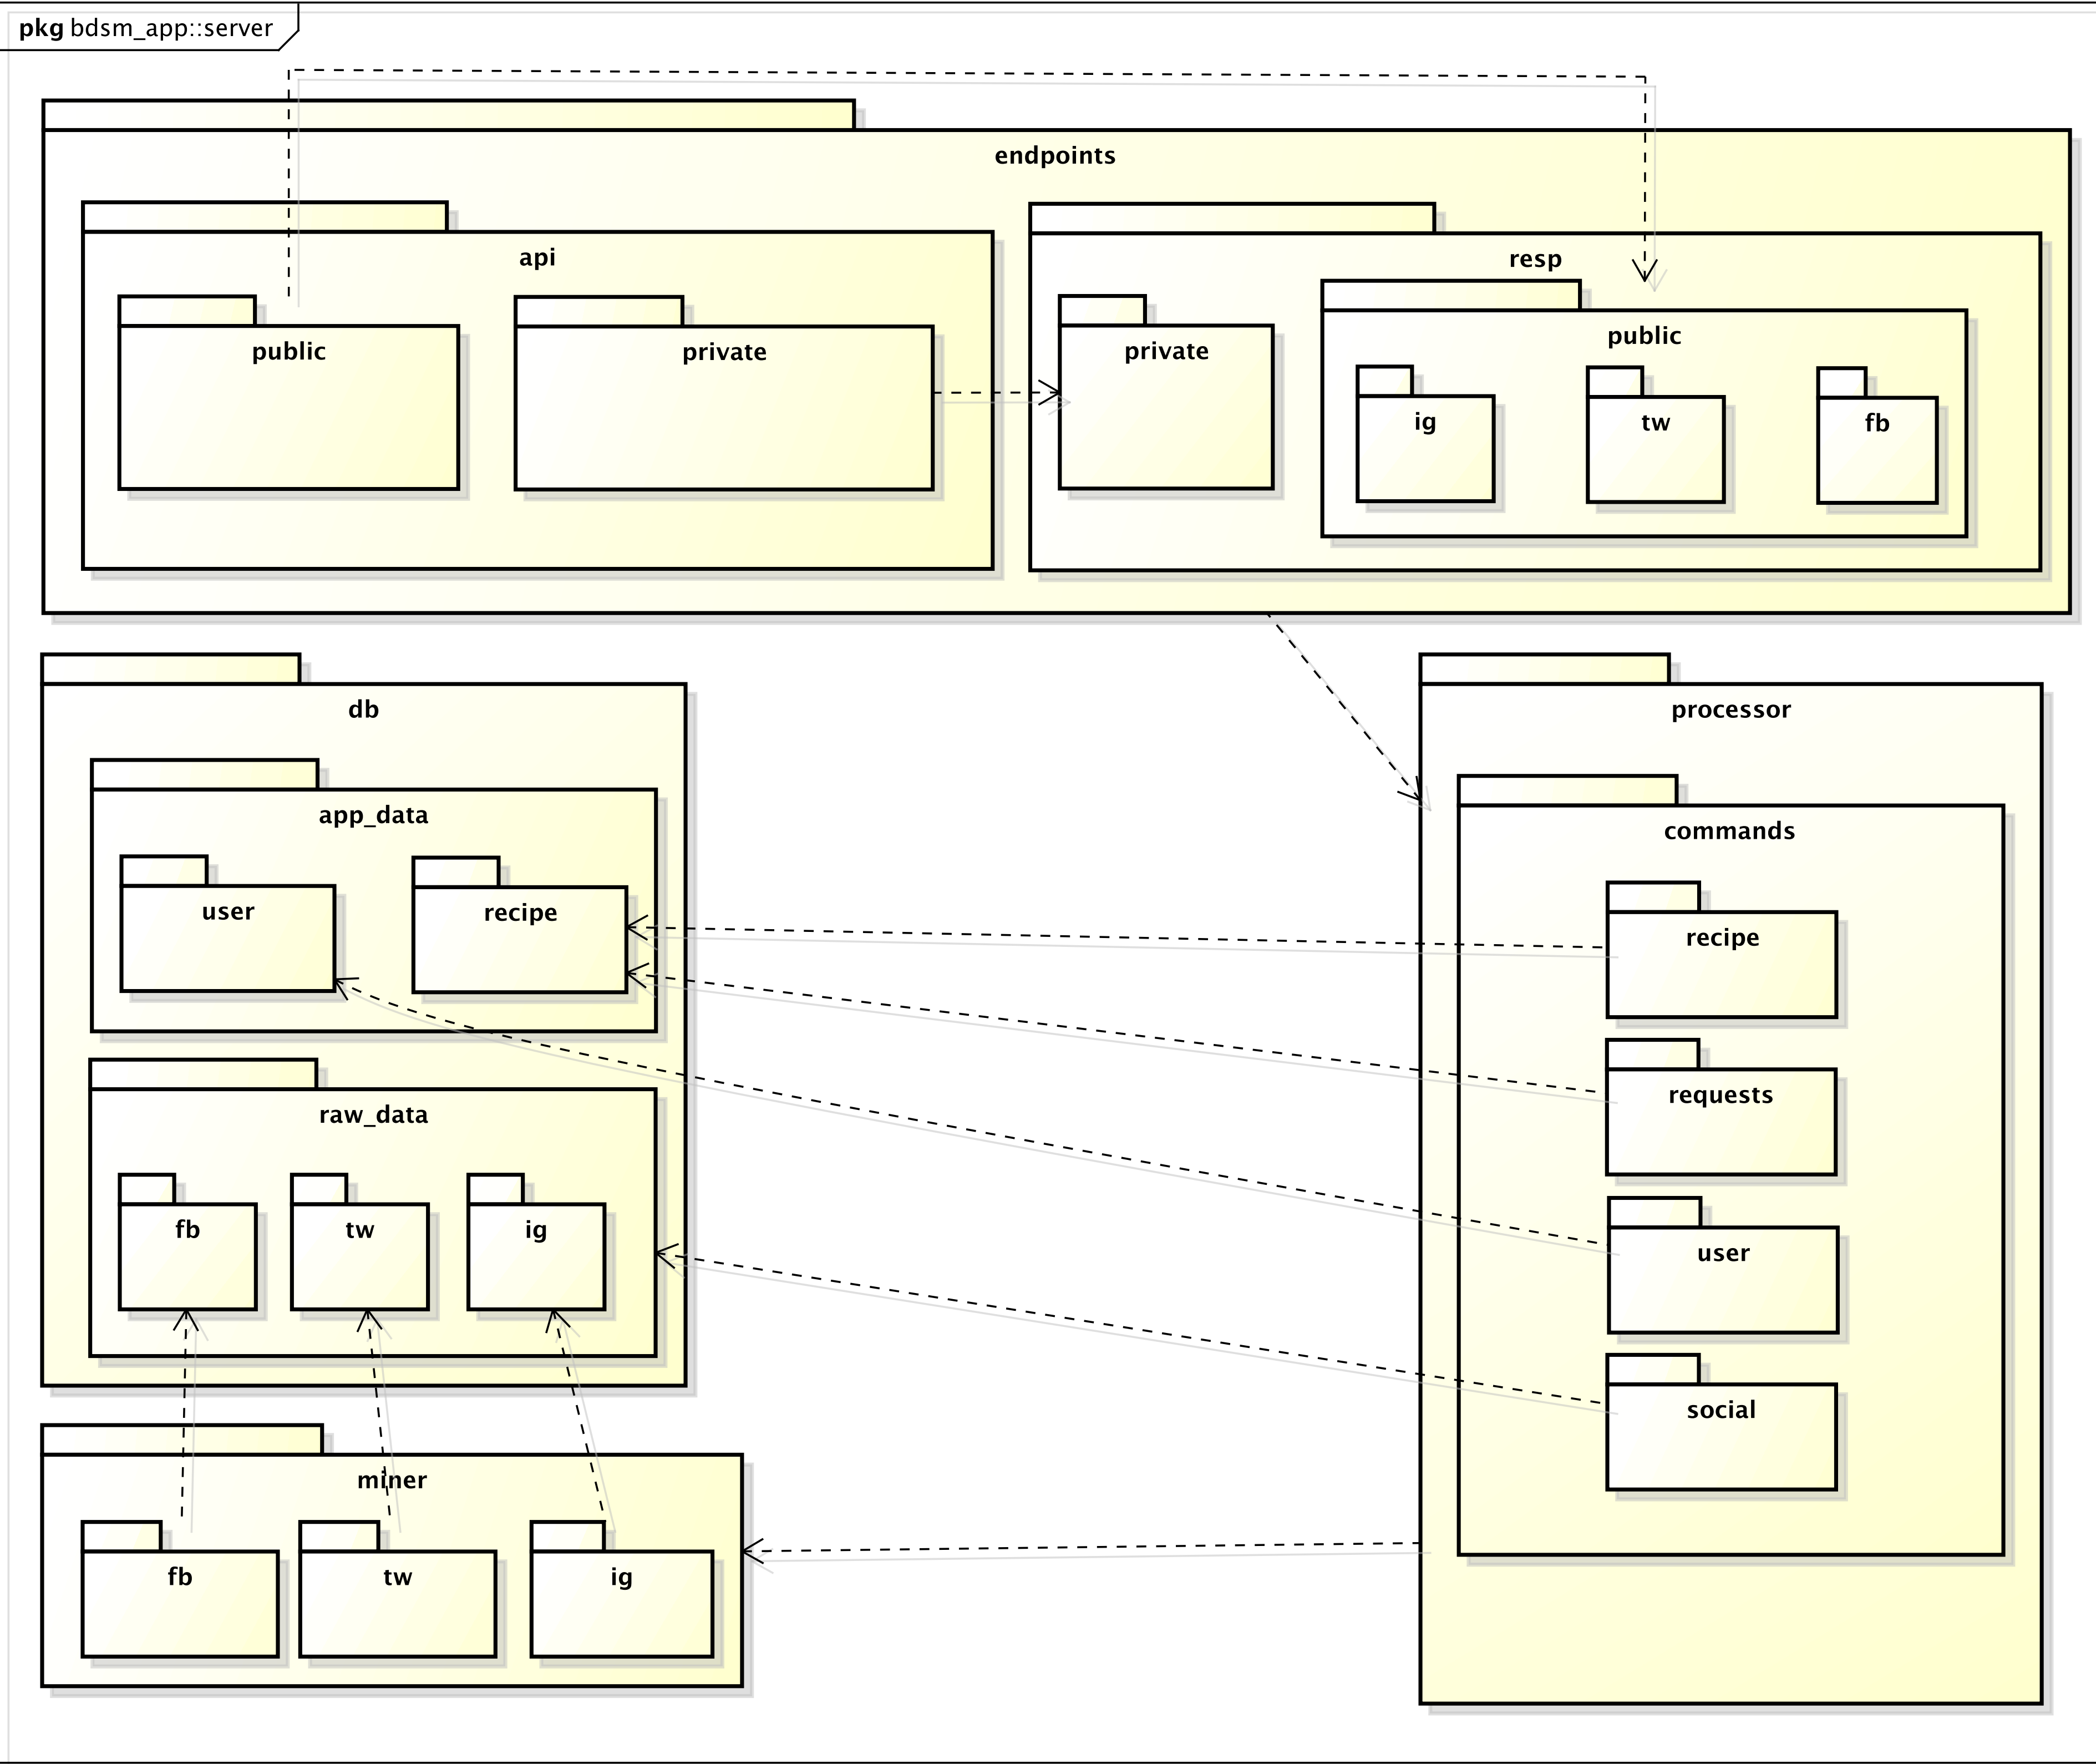 pkg bdsm_app::server
endpoints
api
public
private
resp
private
public
ig
tw
fb
db
app_data
user
recipe
raw_data
fb
tw
ig
miner
fb
tw
ig
processor
commands
recipe
requests
user
social